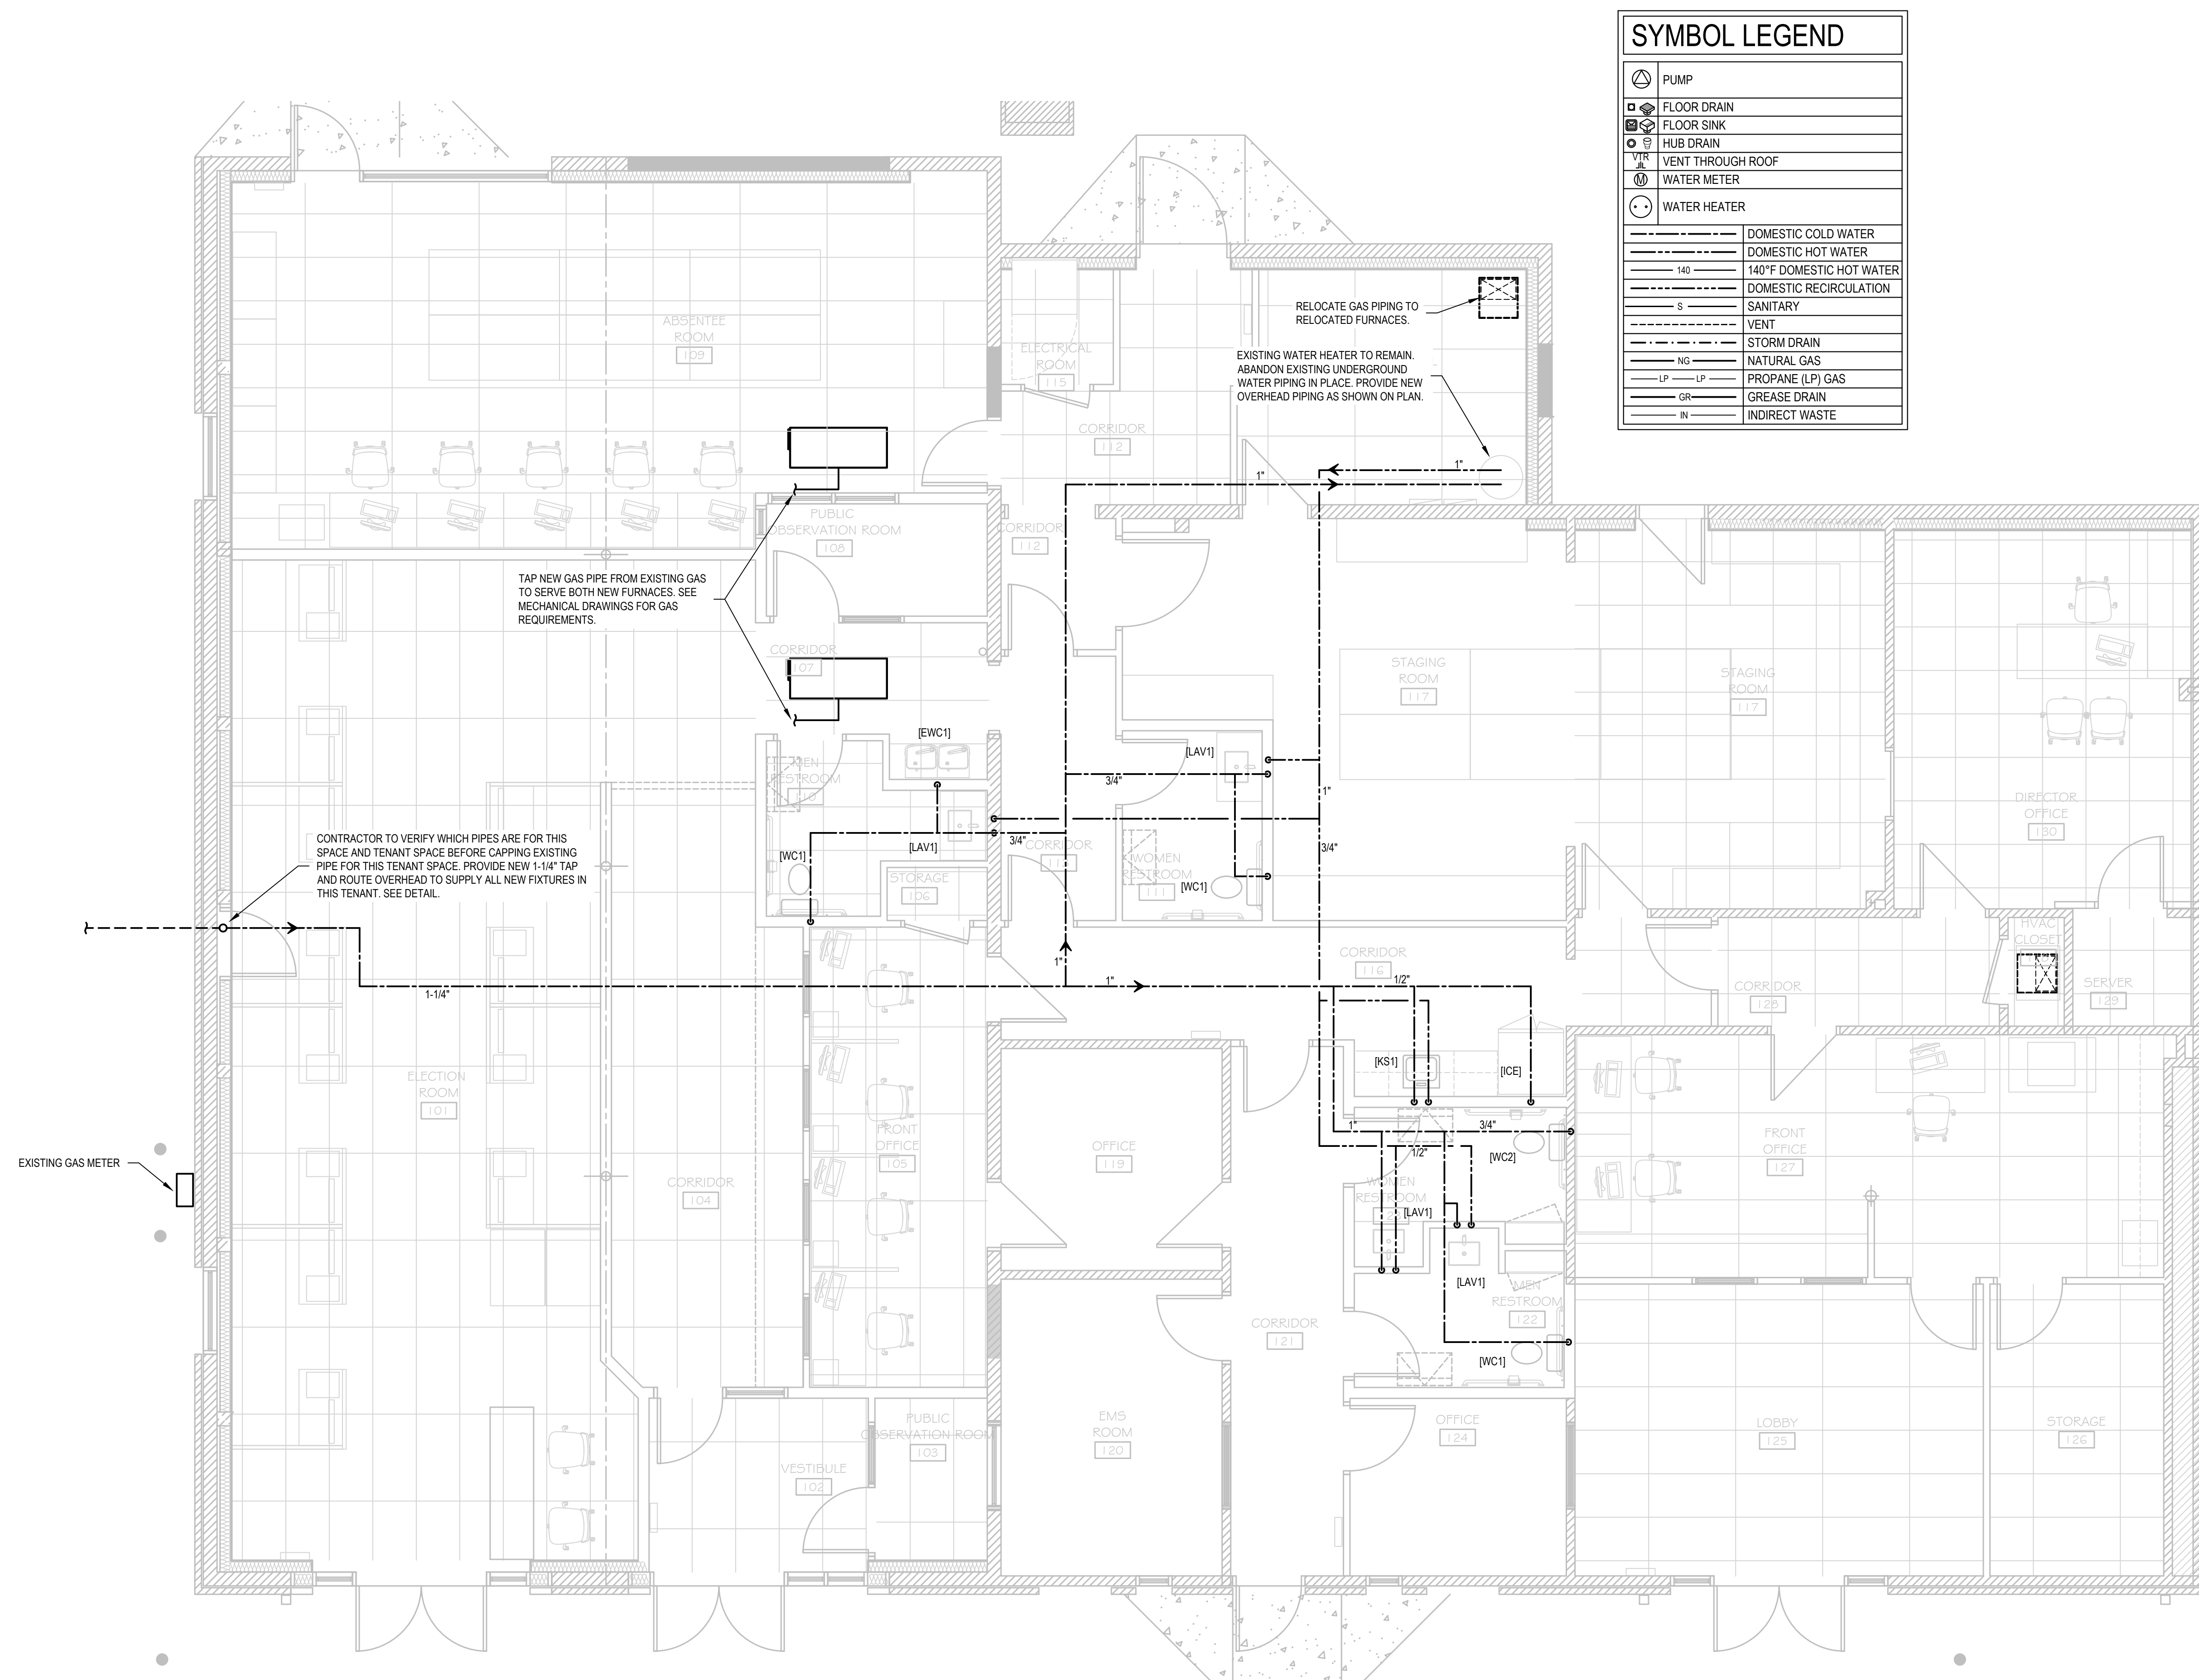 SYMBOL LEGEND
PUMP
FLOOR DRAIN
FLOOR SINK
HUB DRAIN
VTR VENT THROUGH ROOF
M WATER METER
WATER HEATER
DOMESTIC COLD WATER
DOMESTIC HOT WATER
140 140°F DOMESTIC HOT WATER
DOMESTIC RECIRCULATION
S SANITARY
VENT
STORM DRAIN
NG NATURAL GAS
LP LP PROPANE (LP) GAS
GR GREASE DRAIN
IN INDIRECT WASTE
RELOCATE GAS PIPING TO
RELOCATED FURNACES.
EXISTING WATER HEATER TO REMAIN.
ABANDON EXISTING UNDERGROUND
WATER PIPING IN PLACE. PROVIDE NEW
OVERHEAD PIPING AS SHOWN ON PLAN.
ABSENTEE
ROOM
109
ELECTRICAL
ROOM
115
CORRIDOR
112
1"
1"
PUBLIC
OBSERVATION ROOM
108
CORRIDOR
112
TAP NEW GAS PIPE FROM EXISTING GAS
TO SERVE BOTH NEW FURNACES. SEE
MECHANICAL DRAWINGS FOR GAS
REQUIREMENTS.
CORRIDOR
107
STAGING
ROOM
117
STAGING
ROOM
117
[EWC1]
[LAV1]
MEN
RESTROOM
3/4"
1"
DIRECTOR
OFFICE
130
CONTRACTOR TO VERIFY WHICH PIPES ARE FOR THIS
SPACE AND TENANT SPACE BEFORE CAPPING EXISTING
PIPE FOR THIS TENANT SPACE. PROVIDE NEW 1-1/4" TAP
AND ROUTE OVERHEAD TO SUPPLY ALL NEW FIXTURES IN
THIS TENANT. SEE DETAIL.
[WC1]
[LAV1]
3/4"
CORRIDOR
3/4"
WOMEN
RESTROOM
111
[WC1]
STORAGE
106
HVAC
CLOSET
1"
CORRIDOR
116
1"
1/2"
1-1/4"
CORRIDOR
128
SERVER
129
[KS1]
[ICE]
ELECTION
ROOM
101
FRONT
OFFICE
105
OFFICE
119
1"
3/4"
1/2"
[WC2]
FRONT
OFFICE
127
EXISTING GAS METER
CORRIDOR
104
WOMEN
RESTROOM
[LAV1]
[LAV1]
MEN
RESTROOM
122
CORRIDOR
121
[WC1]
PUBLIC
OBSERVATION ROOM
103
EMS
ROOM
120
OFFICE
124
LOBBY
125
STORAGE
126
VESTIBULE
102